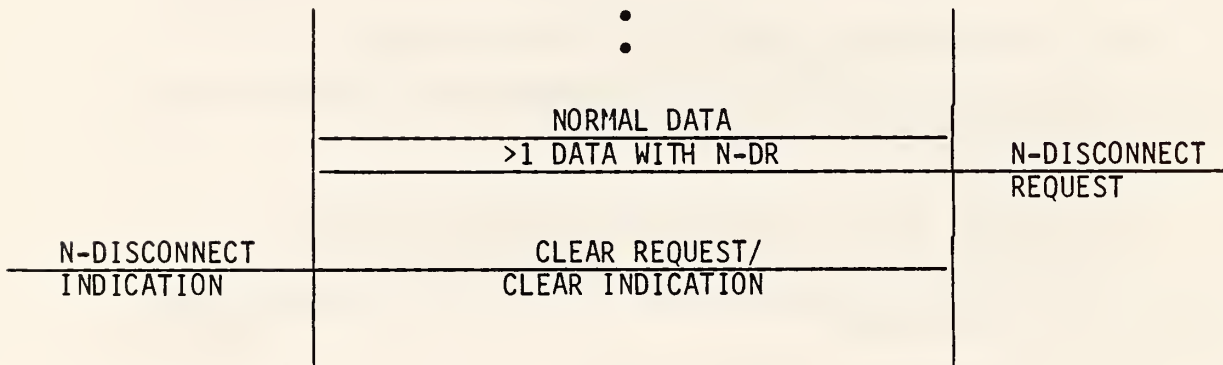 NORMAL DATA
>1 DATA WITH N-DR
N-DISCONNECT
REQUEST
N-DISCONNECT
INDICATION
CLEAR REQUEST/
CLEAR INDICATION